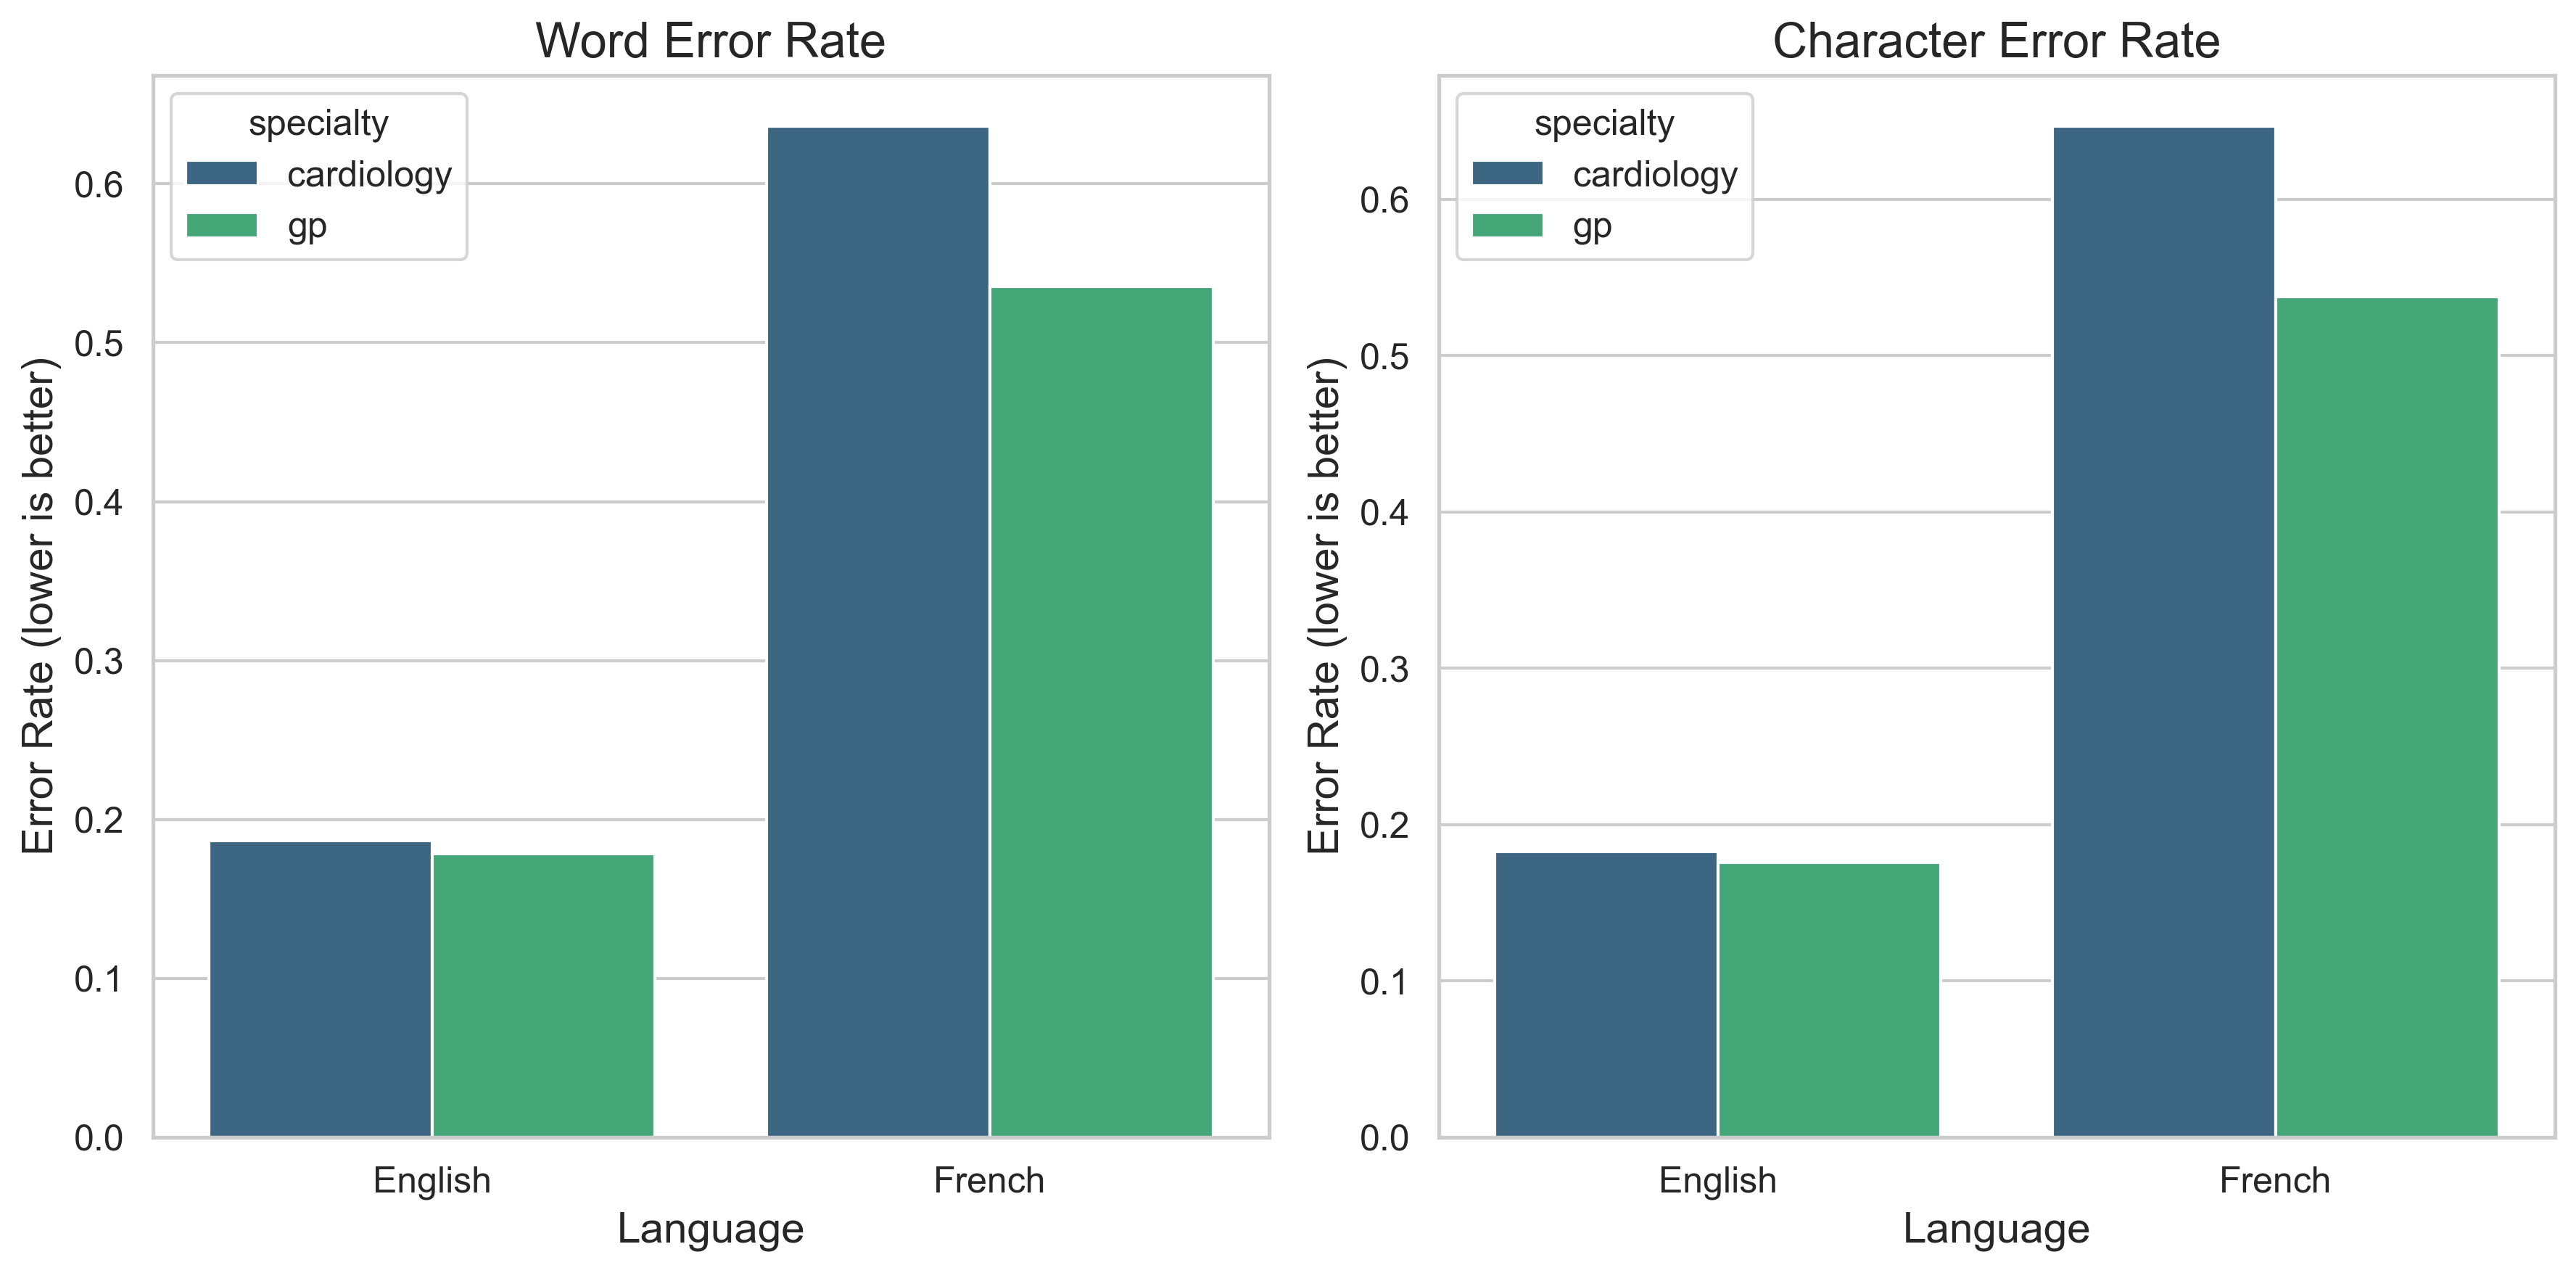 Word Error Rate
specialty
cardiology
gp
0.6
0.5
0.4
0.3
0.2
0.1
0.0
Error Rate (lower is better)
English
French
Language
Character Error Rate
specialty
cardiology
gp
0.6
0.5
0.4
0.3
0.2
0.1
0.0
Error Rate (lower is better)
English
French
Language